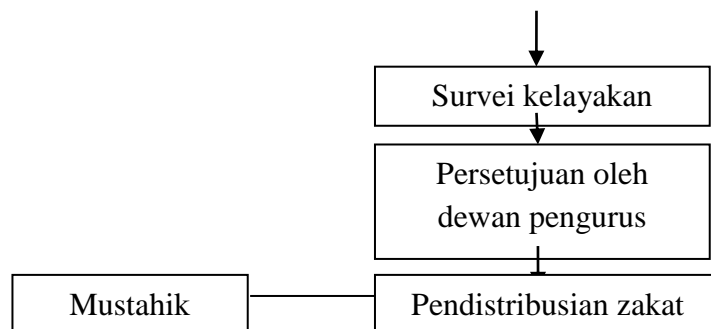 Survei kelayakan
Persetujuan oleh
dewan pengurus
Mustahik
Pendistribusian zakat